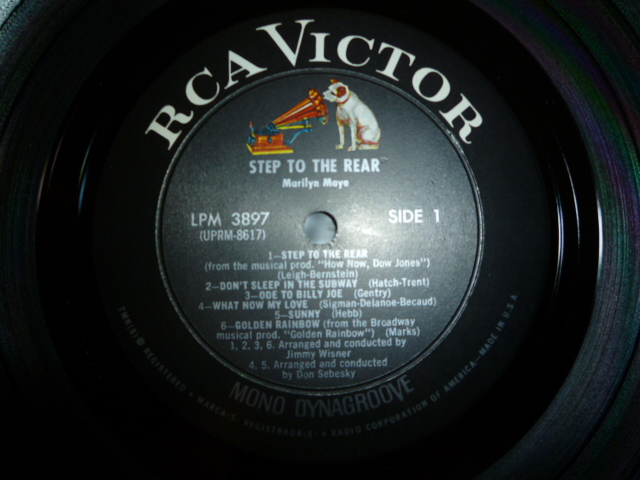 RCA VICTOR
STEP TO THE REAR
Marilyn Maye
LPM 3897
(UPRM-8617)
SIDE 1
1—STEP TO THE REAR
(from the musical prod. "How Now, Dow Jones")
(Leigh-Bernstein)
2—DON'T SLEEP IN THE SUBWAY (Hatch-Trent)
3—ODE TO BILLY JOE (Gentry)
4—WHAT NOW MY LOVE (Sigman-Delanoe-Becaud)
5—SUNNY (Hebb)
6—GOLDEN RAINBOW (from the Broadway
musical prod. "Golden Rainbow") (Marks)
1, 2, 3, 6. Arranged and conducted by
Jimmy Wisner
4, 5. Arranged and conducted
by Don Sebesky
MONO DYNAGROOVE
TMK(S) ® REGISTERED • MARCA(S) REGISTRADA(S) • RADIO CORPORATION OF AMERICA—MADE IN U.S.A.